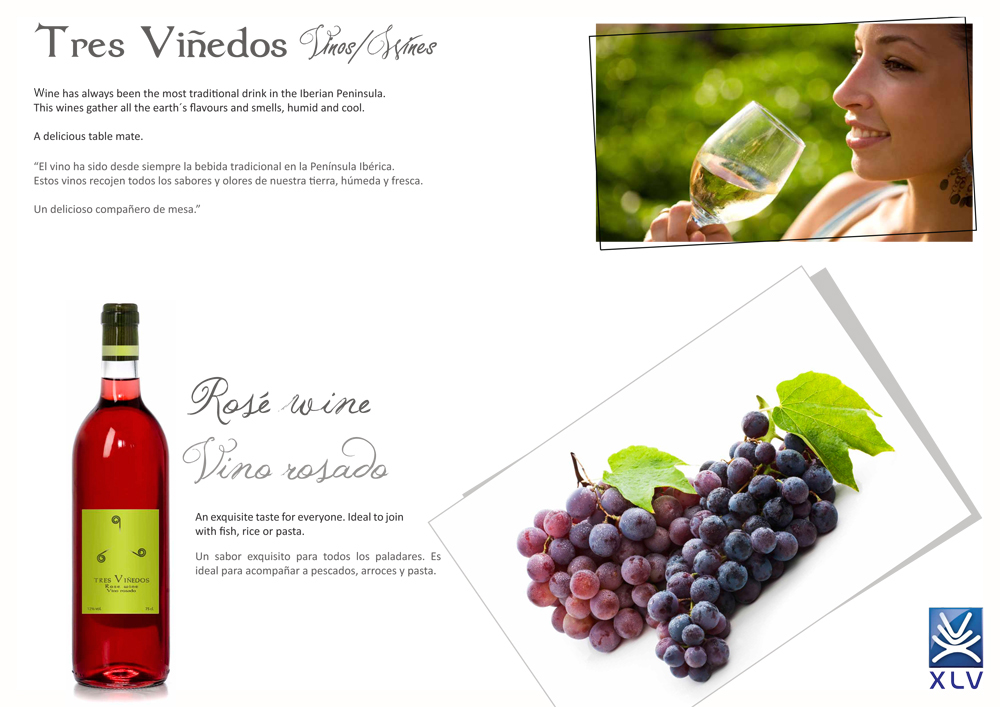 Tres Viñedos Vinos/Wines
Wine has always been the most traditional drink in the Iberian Peninsula.
This wines gather all the earth´s flavours and smells, humid and cool.
A delicious table mate.
“El vino ha sido desde siempre la bebida tradicional en la Península Ibérica.
Estos vinos recojen todos los sabores y olores de nuestra tierra, húmeda y fresca.
Un delicioso compañero de mesa.”
Rosé wine
Vino rosado
An exquisite taste for everyone. Ideal to join
with fish, rice or pasta.
Un sabor exquisito para todos los paladares. Es
ideal para acompañar a pescados, arroces y pasta.
Tres Viñedos
Rose wine
Vino rosado
XLV